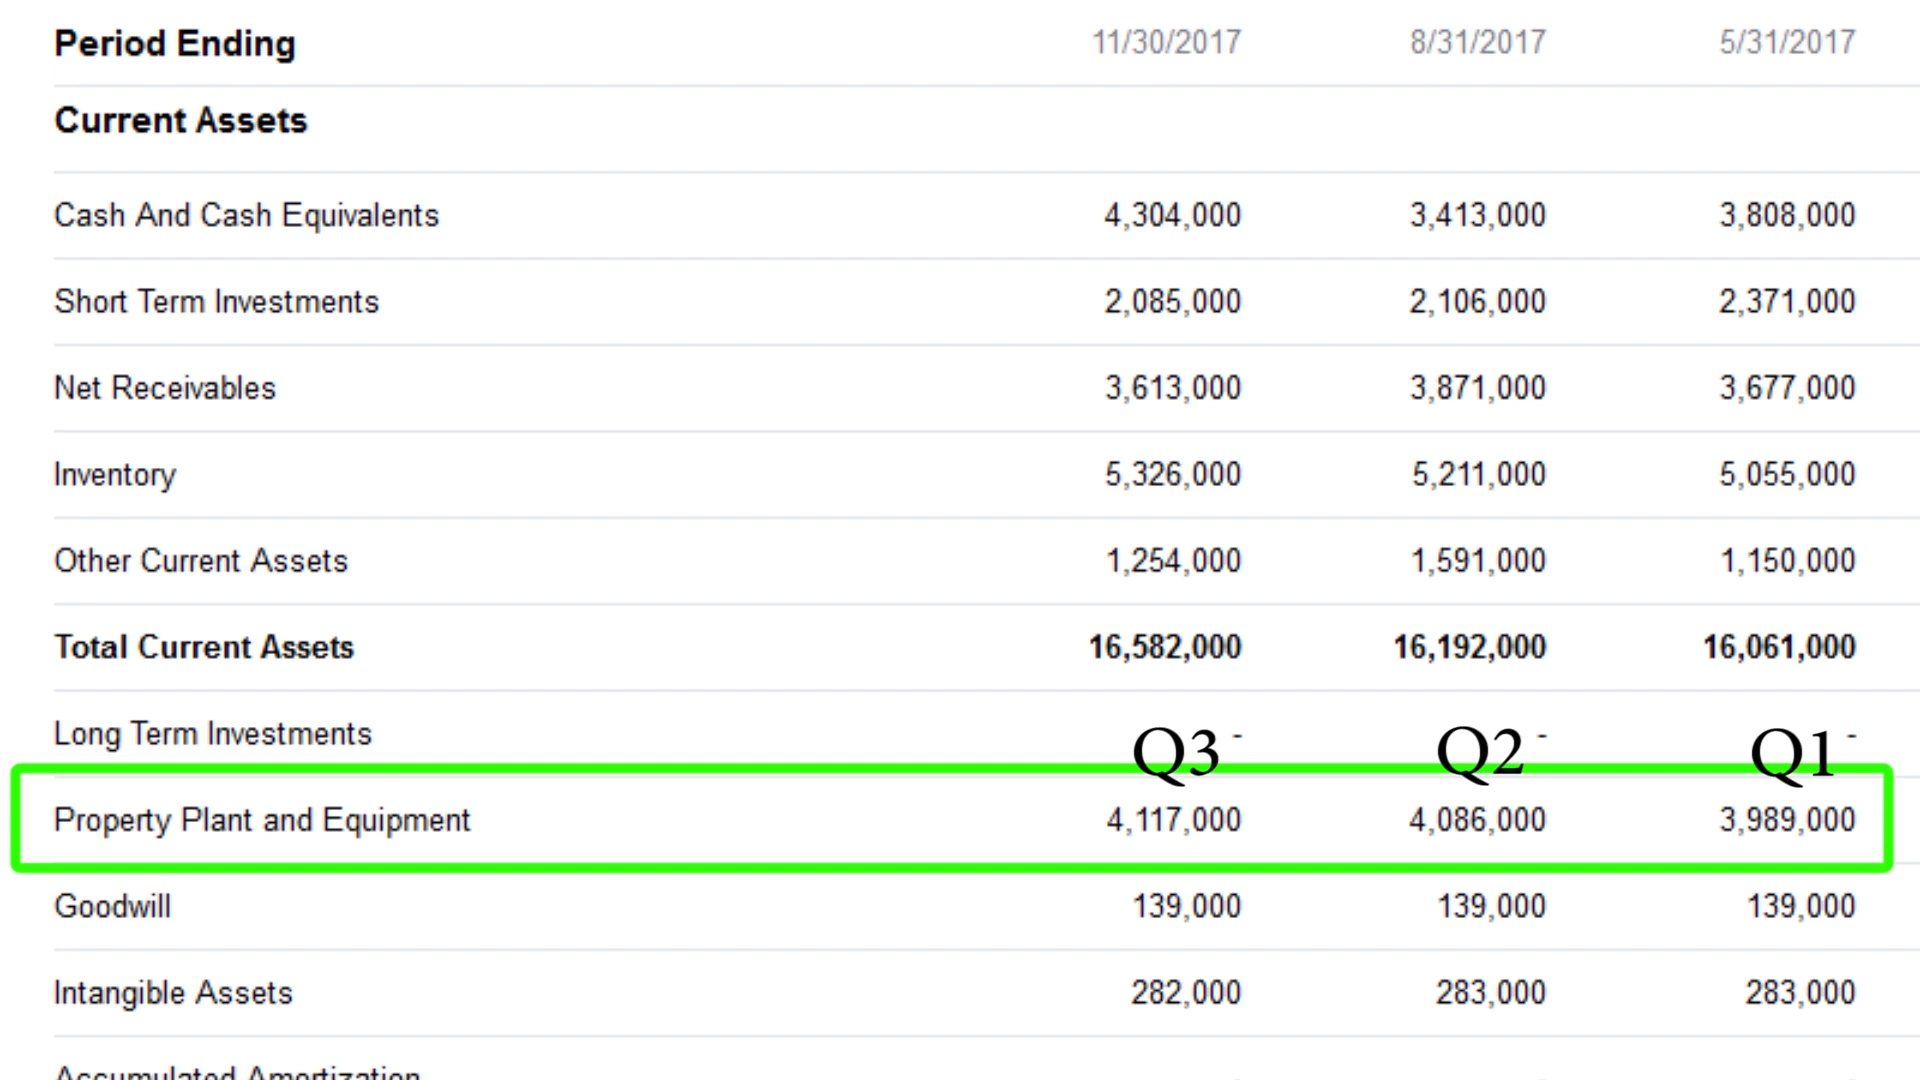 Period Ending 11/30/2017 8/31/2017 5/31/2017
Current Assets
Cash And Cash Equivalents 4,304,000 3,413,000 3,808,000
Short Term Investments 2,085,000 2,106,000 2,371,000
Net Receivables 3,613,000 3,871,000 3,677,000
Inventory 5,326,000 5,211,000 5,055,000
Other Current Assets 1,254,000 1,591,000 1,150,000
Total Current Assets 16,582,000 16,192,000 16,061,000
Long Term Investments - - -
Q3 Q2 Q1
Property Plant and Equipment 4,117,000 4,086,000 3,989,000
Goodwill 139,000 139,000 139,000
Intangible Assets 282,000 283,000 283,000
Accumulated Amortization - - -